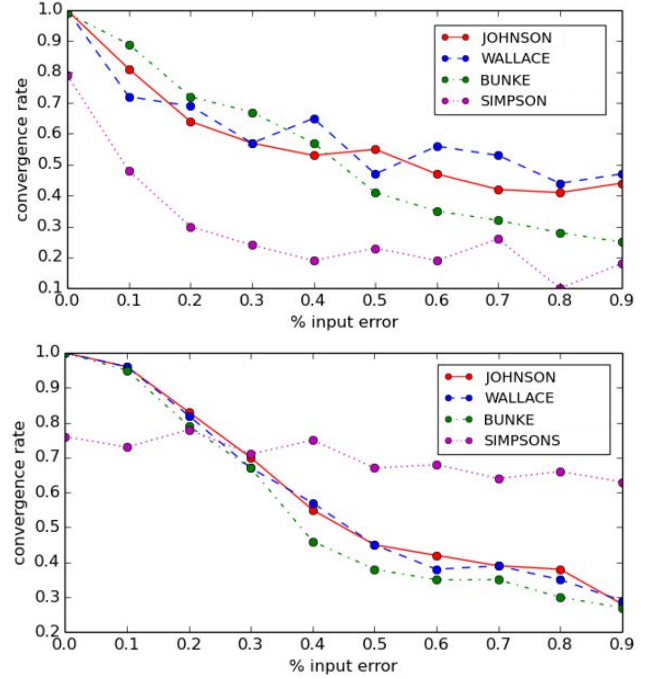 1.0
0.9
0.8
0.7
0.6
0.5
0.4
0.3
0.2
0.1
convergence rate
JOHNSON
WALLACE
BUNKE
SIMPSON
0.0 0.1 0.2 0.3 0.4 0.5 0.6 0.7 0.8 0.9
% input error
1.0
0.9
0.8
0.7
0.6
0.5
0.4
0.3
0.2
convergence rate
JOHNSON
WALLACE
BUNKE
SIMPSONS
0.0 0.1 0.2 0.3 0.4 0.5 0.6 0.7 0.8 0.9
% input error